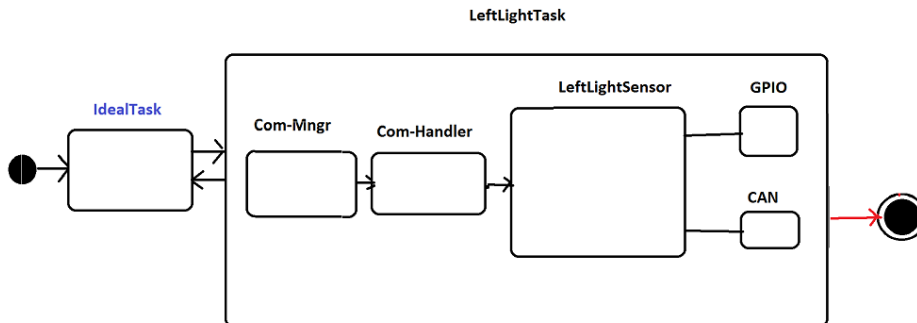 LeftLightTask
IdealTask
Com-Mngr
Com-Handler
LeftLightSensor
GPIO
CAN